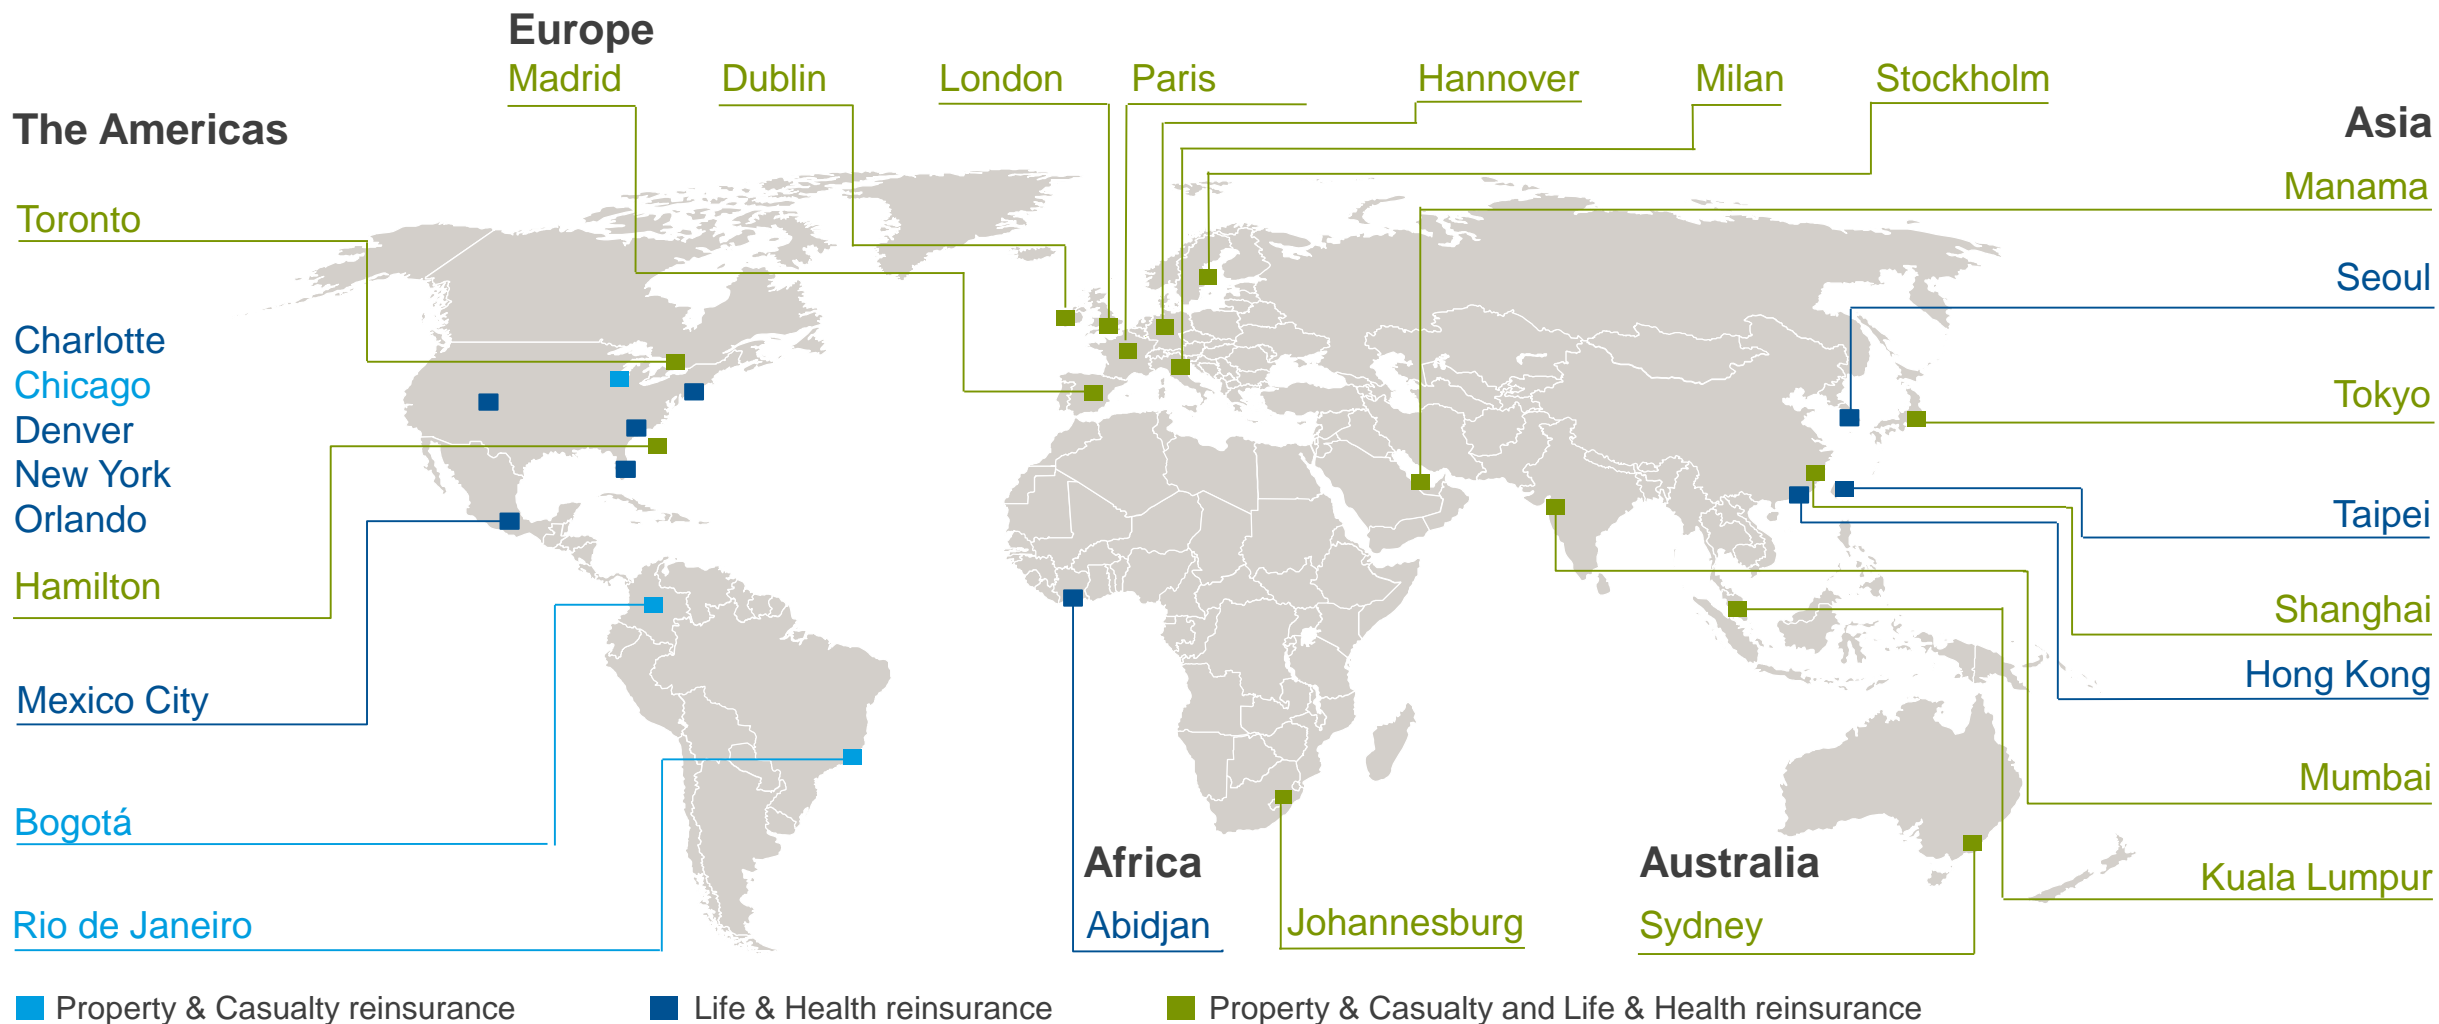 Europe
Madrid
Dublin
London
Paris
Hannover
Milan
Stockholm
The Americas
Toronto
Charlotte
Chicago
Denver
New York
Orlando
Hamilton
Mexico City
Bogotá
Rio de Janeiro
Africa
Abidjan
Johannesburg
Australia
Sydney
Asia
Manama
Seoul
Tokyo
Taipei
Shanghai
Hong Kong
Mumbai
Kuala Lumpur
Property & Casualty reinsurance
Life & Health reinsurance
Property & Casualty and Life & Health reinsurance